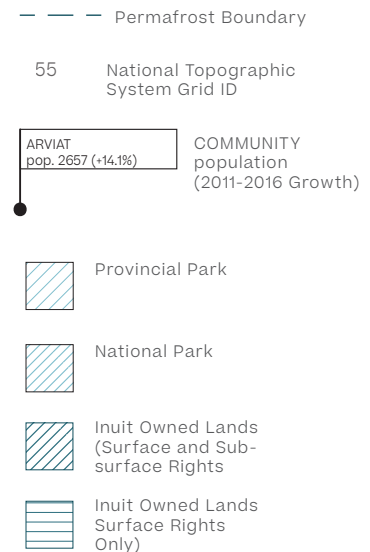 Permafrost Boundary
55
National Topographic
System Grid ID
ARVIAT
pop. 2657 (+14.1%)
COMMUNITY
population
(2011-2016 Growth)
Provincial Park
National Park
Inuit Owned Lands
(Surface and Sub-
surface Rights
Inuit Owned Lands
Surface Rights
Only)